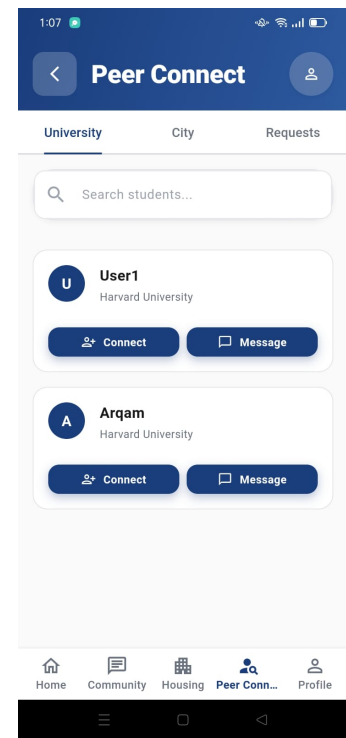 1:07
Peer Connect
University City Requests
Search students...
U
User1
Harvard University
Connect Message
A
Arqam
Harvard University
Connect Message
Home Community Housing Peer Conn... Profile